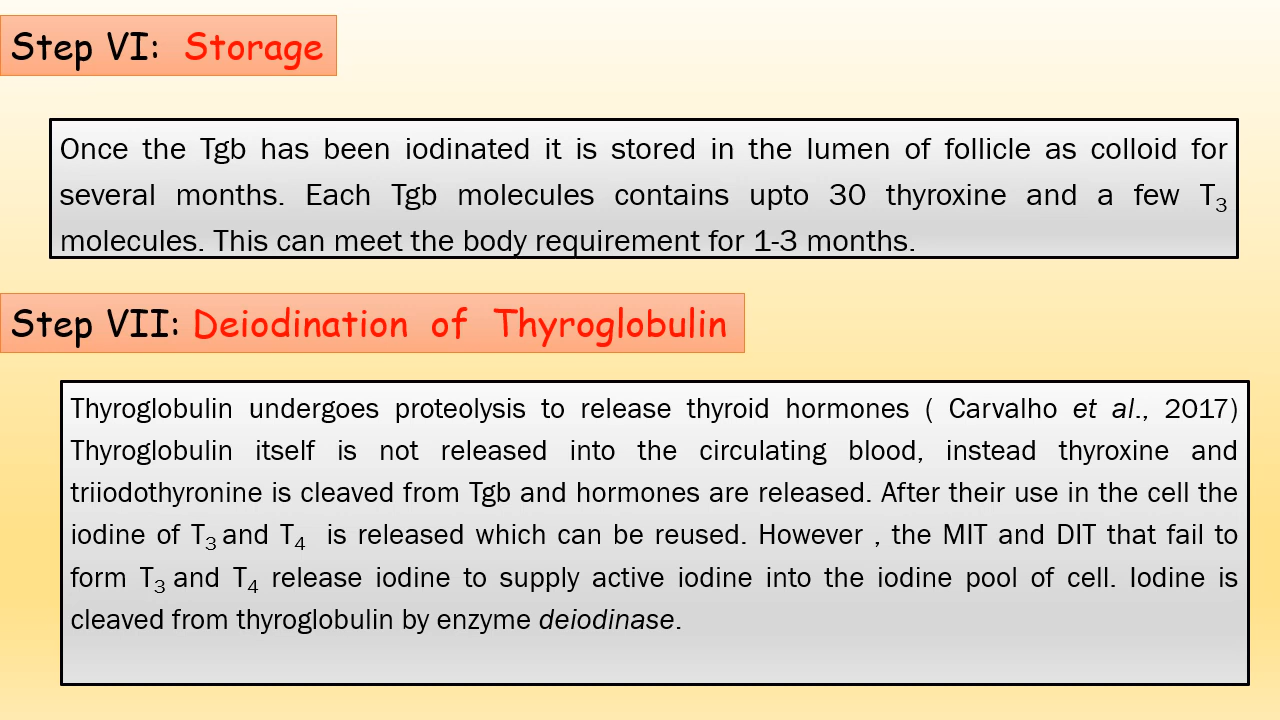 Step VI: Storage
Once the Tgb has been iodinated it is stored in the lumen of follicle as colloid for
several months. Each Tgb molecules contains upto 30 thyroxine and a few T₃
molecules. This can meet the body requirement for 1-3 months.
Step VII: Deiodination of Thyroglobulin
Thyroglobulin undergoes proteolysis to release thyroid hormones ( Carvalho et al., 2017)
Thyroglobulin itself is not released into the circulating blood, instead thyroxine and
triiodothyronine is cleaved from Tgb and hormones are released. After their use in the cell the
iodine of T₃ and T₄ is released which can be reused. However , the MIT and DIT that fail to
form T₃ and T₄ release iodine to supply active iodine into the iodine pool of cell. Iodine is
cleaved from thyroglobulin by enzyme deiodinase.